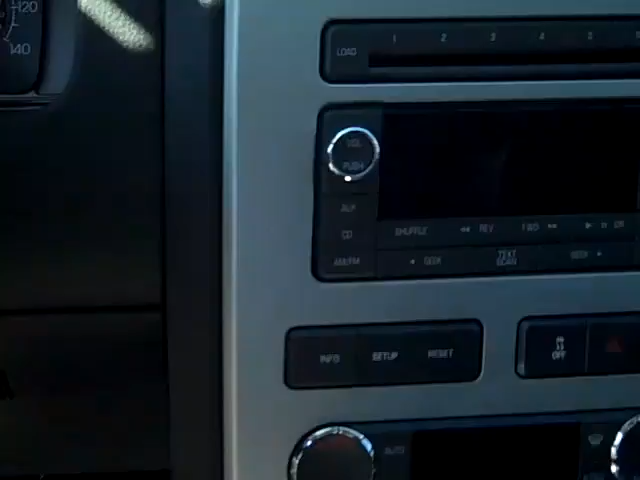 120
140
LOAD 1 2 3 4 5
VOL
PUSH
AUX
SHUFFLE REV FWD
CD
AM/FM
SEEK TEXT SCAN SEEK
INFO SETUP RESET
OFF
AUTO